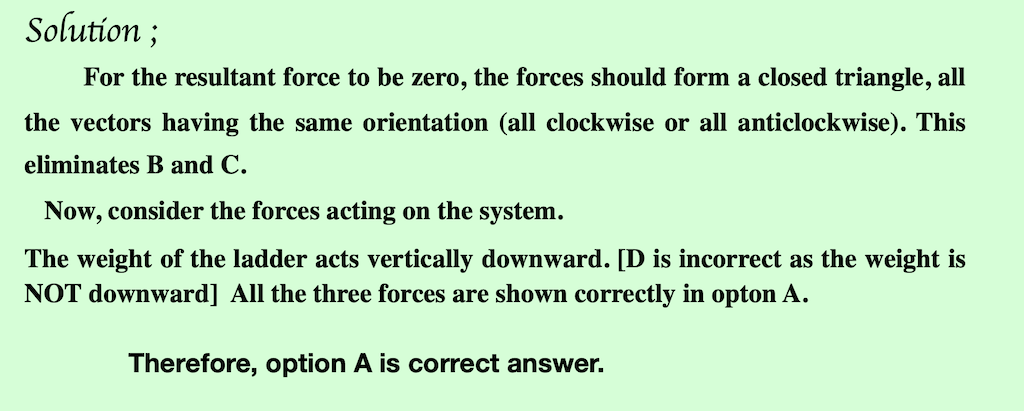 Solution ;
For the resultant force to be zero, the forces should form a closed triangle, all
the vectors having the same orientation (all clockwise or all anticlockwise). This
eliminates B and C.
Now, consider the forces acting on the system.
The weight of the ladder acts vertically downward. [D is incorrect as the weight is
NOT downward] All the three forces are shown correctly in opton A.
Therefore, option A is correct answer.